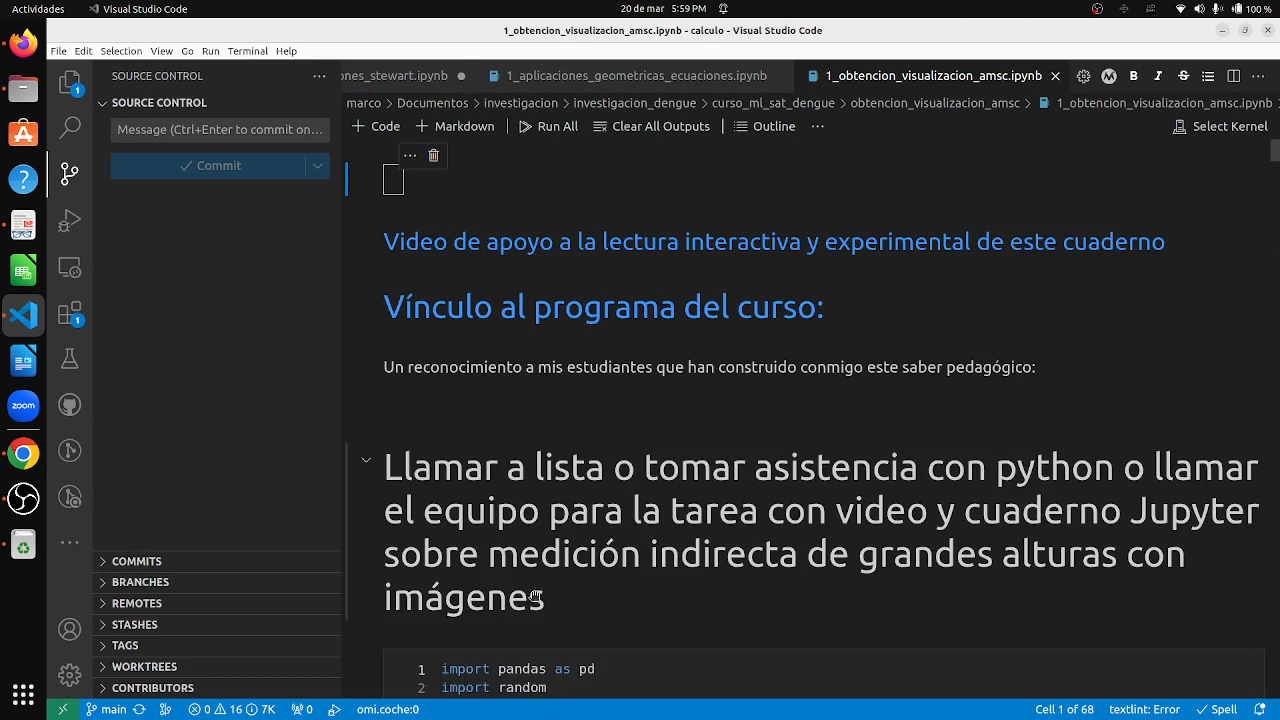 Actividades
Visual Studio Code
20 de mar 5:59 PM
100 %
1_obtencion_visualizacion_amsc.ipynb - calculo - Visual Studio Code
File Edit Selection View Go Run Terminal Help
SOURCE CONTROL
ones_stewart.ipynb
1_aplicaciones_geometricas_ecuaciones.ipynb
1_obtencion_visualizacion_amsc.ipynb
SOURCE CONTROL
marco > Documentos > investigacion > investigacion_dengue > curso_ml_sat_dengue > obtencion_visualizacion_amsc > 1_obtencion_visualizacion_amsc.ipynb
Message (Ctrl+Enter to commit on...
+ Code + Markdown Run All Clear All Outputs Outline ... Select Kernel
Commit
Video de apoyo a la lectura interactiva y experimental de este cuaderno
Vínculo al programa del curso:
Un reconocimiento a mis estudiantes que han construido conmigo este saber pedagógico:
Llamar a lista o tomar asistencia con python o llamar
el equipo para la tarea con video y cuaderno Jupyter
sobre medición indirecta de grandes alturas con
imágenes
1 import pandas as pd
2 import random
COMMITS
BRANCHES
REMOTES
STASHES
TAGS
WORKTREES
CONTRIBUTORS
1
1
zoom
main 0 16 7K 0 omi.coche:0 Cell 1 of 68 textlint: Error Spell